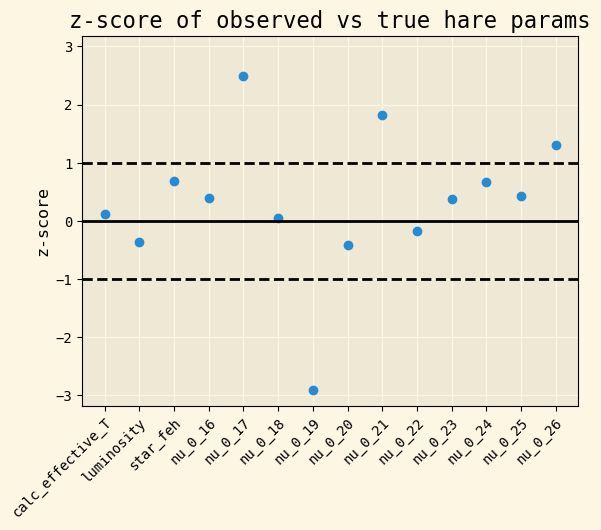 z-score of observed vs true hare params
z-score
3
2
1
0
−1
−2
−3
calc_effective_T
luminosity
star_feh
nu_0_16
nu_0_17
nu_0_18
nu_0_19
nu_0_20
nu_0_21
nu_0_22
nu_0_23
nu_0_24
nu_0_25
nu_0_26